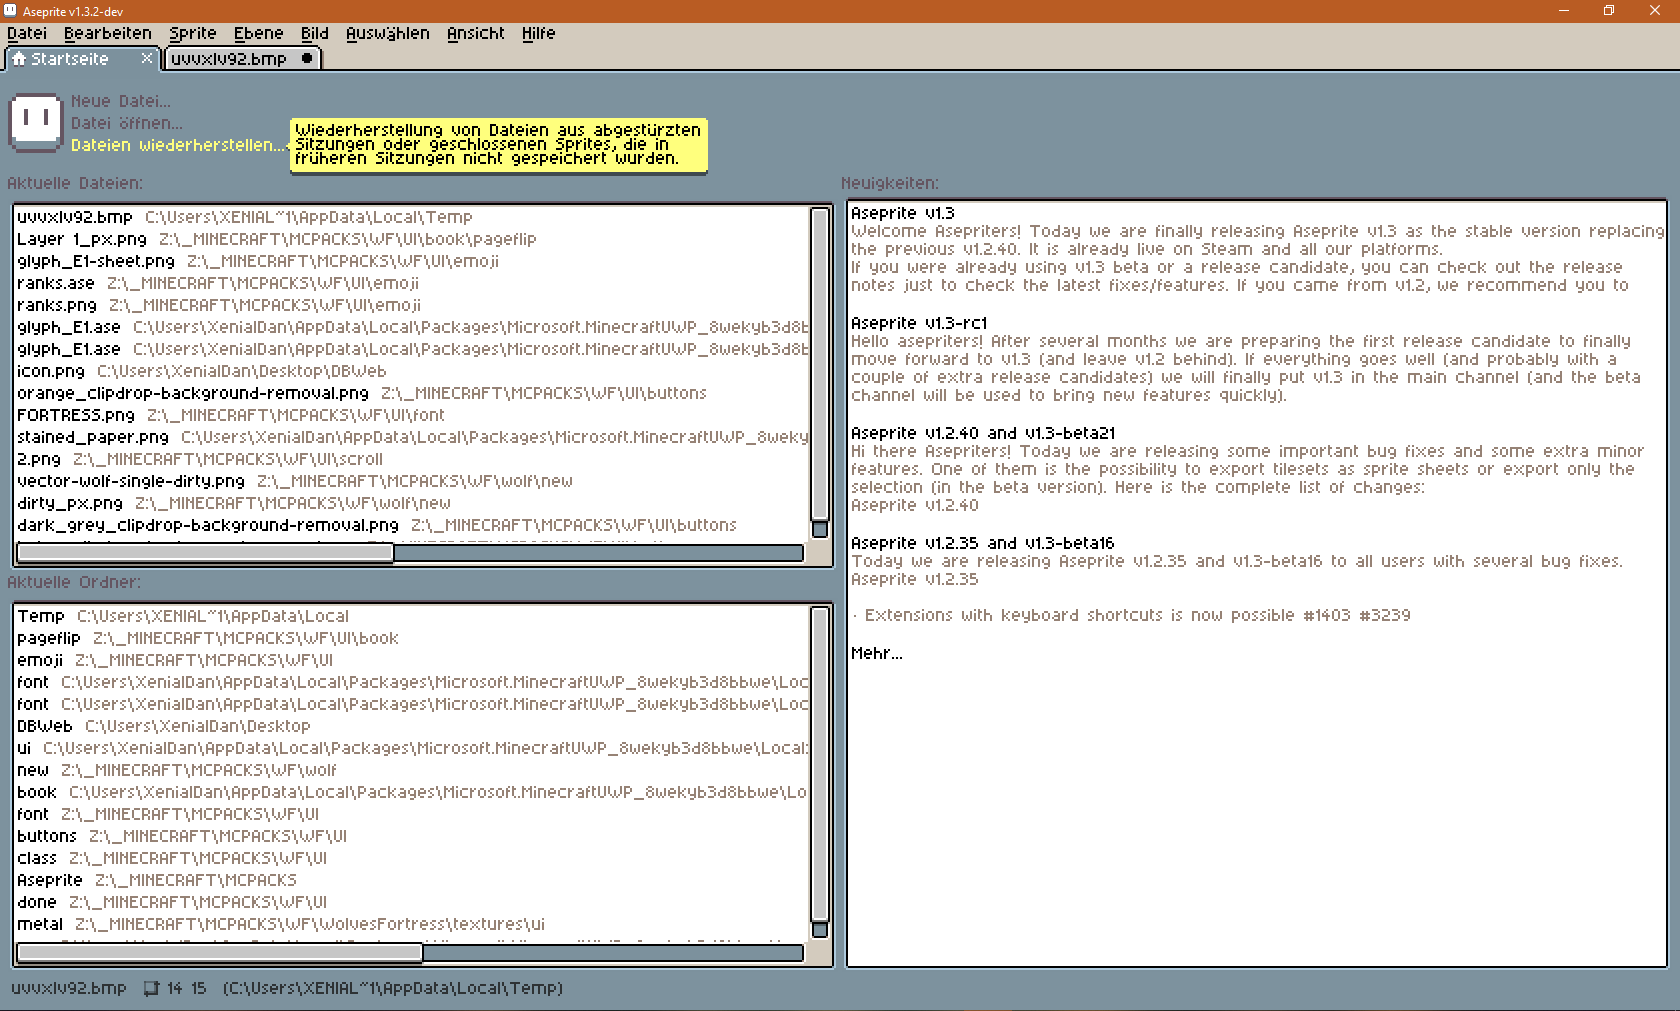 Aseprite v1.3.2-dev
Datei Bearbeiten Sprite Ebene Bild Auswählen Ansicht Hilfe
Startseite uvvxlv92.bmp
Neue Datei...
Datei öffnen...
Dateien wiederherstellen...
Wiederherstellung von Dateien aus abgestürzten
Sitzungen oder geschlossenen Sprites, die in
früheren Sitzungen nicht gespeichert wurden.
Aktuelle Dateien:
uvvxlv92.bmp C:\Users\XENIAL~1\AppData\Local\Temp
Layer 1_px.png Z:\_MINECRAFT\MCPACKS\WF\UI\book\pageflip
glyph_E1-sheet.png Z:\_MINECRAFT\MCPACKS\WF\UI\emoji
ranks.ase Z:\_MINECRAFT\MCPACKS\WF\UI\emoji
ranks.png Z:\_MINECRAFT\MCPACKS\WF\UI\emoji
glyph_E1.ase C:\Users\XenialDan\AppData\Local\Packages\Microsoft.MinecraftUWP_8wekyb3d8b
glyph_E1.ase C:\Users\XenialDan\AppData\Local\Packages\Microsoft.MinecraftUWP_8wekyb3d8b
icon.png C:\Users\XenialDan\Desktop\DBWeb
orange_clipdrop-background-removal.png Z:\_MINECRAFT\MCPACKS\WF\UI\buttons
FORTRESS.png Z:\_MINECRAFT\MCPACKS\WF\UI\font
stained_paper.png C:\Users\XenialDan\AppData\Local\Packages\Microsoft.MinecraftUWP_8weky
2.png Z:\_MINECRAFT\MCPACKS\WF\UI\scroll
vector-wolf-single-dirty.png Z:\_MINECRAFT\MCPACKS\WF\wolf\new
dirty_px.png Z:\_MINECRAFT\MCPACKS\WF\wolf\new
dark_grey_clipdrop-background-removal.png Z:\_MINECRAFT\MCPACKS\WF\UI\buttons
Aktuelle Ordner:
Temp C:\Users\XENIAL~1\AppData\Local
pageflip Z:\_MINECRAFT\MCPACKS\WF\UI\book
emoji Z:\_MINECRAFT\MCPACKS\WF\UI
font C:\Users\XenialDan\AppData\Local\Packages\Microsoft.MinecraftUWP_8wekyb3d8bbwe\Loc
font C:\Users\XenialDan\AppData\Local\Packages\Microsoft.MinecraftUWP_8wekyb3d8bbwe\Loc
DBWeb C:\Users\XenialDan\Desktop
ui C:\Users\XenialDan\AppData\Local\Packages\Microsoft.MinecraftUWP_8wekyb3d8bbwe\Local
new Z:\_MINECRAFT\MCPACKS\WF\wolf
book C:\Users\XenialDan\AppData\Local\Packages\Microsoft.MinecraftUWP_8wekyb3d8bbwe\Lo
font Z:\_MINECRAFT\MCPACKS\WF\UI
buttons Z:\_MINECRAFT\MCPACKS\WF\UI
class Z:\_MINECRAFT\MCPACKS\WF\UI
Aseprite Z:\_MINECRAFT\MCPACKS
done Z:\_MINECRAFT\MCPACKS\WF\UI
metal Z:\_MINECRAFT\MCPACKS\WF\WolvesFortress\textures\ui
Neuigkeiten:
Aseprite v1.3
Welcome Asepriters! Today we are finally releasing Aseprite v1.3 as the stable version replacing
the previous v1.2.40. It is already live on Steam and all our platforms.
If you were already using v1.3 beta or a release candidate, you can check out the release
notes just to check the latest fixes/features. If you came from v1.2, we recommend you to
Aseprite v1.3-rc1
Hello asepriters! After several months we are preparing the first release candidate to finally
move forward to v1.3 (and leave v1.2 behind). If everything goes well (and probably with a
couple of extra release candidates) we will finally put v1.3 in the main channel (and the beta
channel will be used to bring new features quickly).
Aseprite v1.2.40 and v1.3-beta21
Hi there Asepriters! Today we are releasing some important bug fixes and some extra minor
features. One of them is the possibility to export tilesets as sprite sheets or export only the
selection (in the beta version). Here is the complete list of changes:
Aseprite v1.2.40
Aseprite v1.2.35 and v1.3-beta16
Today we are releasing Aseprite v1.2.35 and v1.3-beta16 to all users with several bug fixes.
Aseprite v1.2.35
· Extensions with keyboard shortcuts is now possible #1403 #3239
Mehr...
uvvxlv92.bmp 14 15 (C:\Users\XENIAL~1\AppData\Local\Temp)